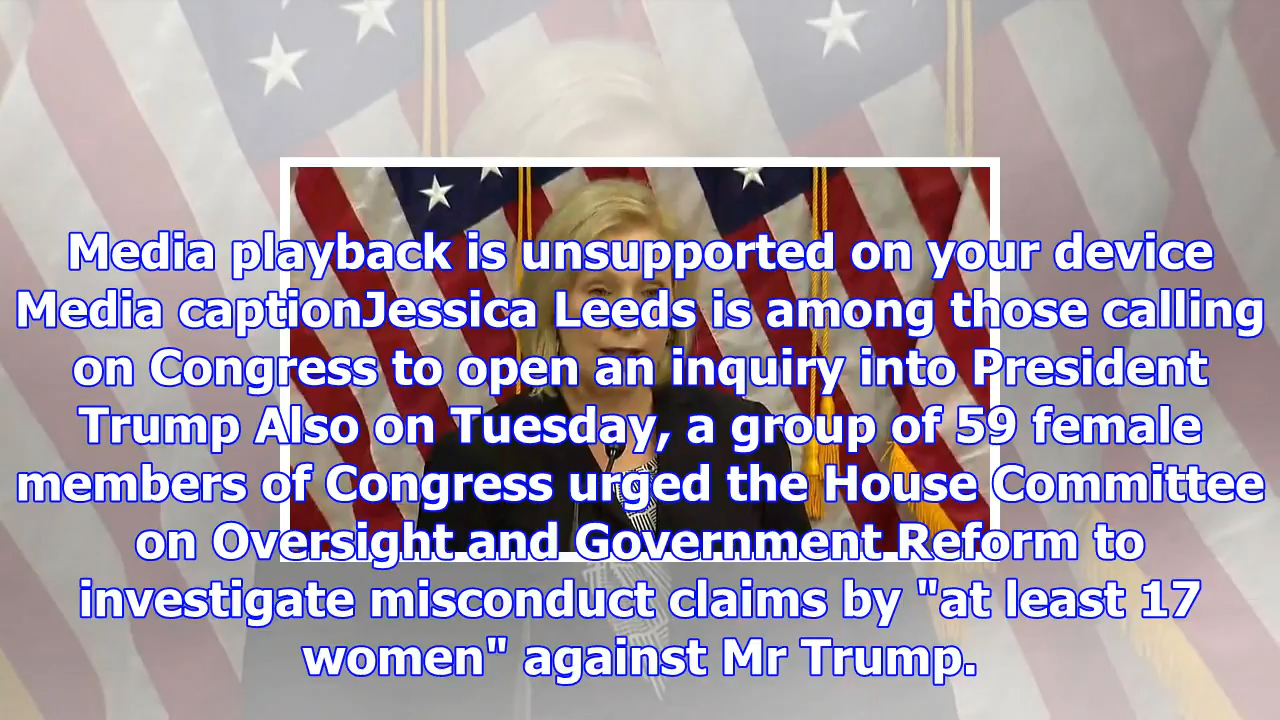 Media playback is unsupported on your device
Media captionJessica Leeds is among those calling
on Congress to open an inquiry into President
Trump Also on Tuesday, a group of 59 female
members of Congress urged the House Committee
on Oversight and Government Reform to
investigate misconduct claims by "at least 17
women" against Mr Trump.